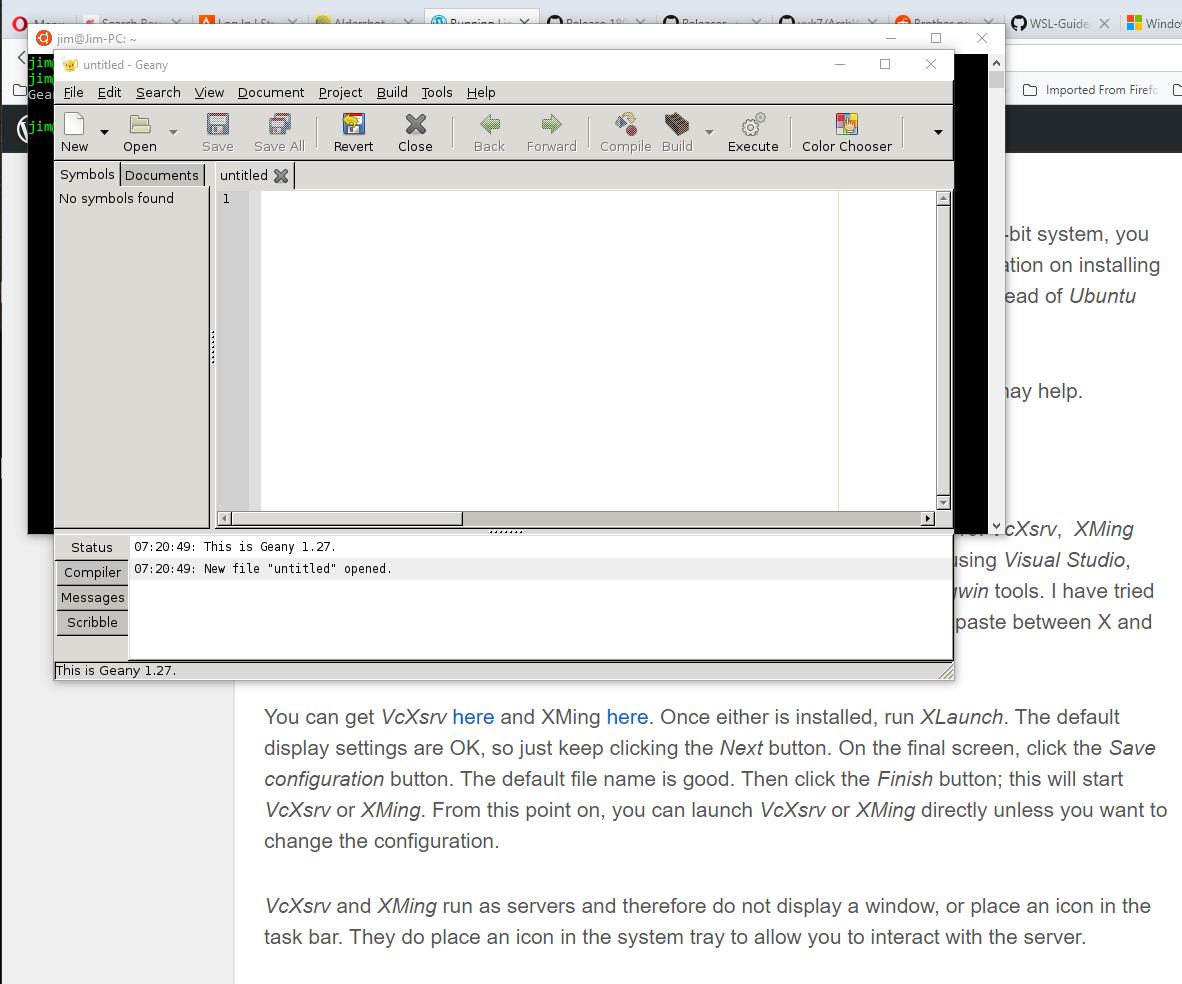 Log In | St
Running Li
Release 18
Release
Brother pri
WSL-Guide
Windo
jim@Jim-PC: ~
Imported From Firefo
jim
jim
Gea
jim
untitled - Geany
File Edit Search View Document Project Build Tools Help
New Open Save Save All Revert Close Back Forward Compile Build Execute Color Chooser
Symbols Documents untitled
No symbols found
1
-bit system, you
ation on installing
ead of Ubuntu
may help.
VcXsrv, XMing
using Visual Studio,
tools. I have tried
paste between X and
Status
Compiler
Messages
Scribble
07:20:49: This is Geany 1.27.
07:20:49: New file "untitled" opened.
This is Geany 1.27.
You can get VcXsrv here and XMing here. Once either is installed, run XLaunch. The default
display settings are OK, so just keep clicking the Next button. On the final screen, click the Save
configuration button. The default file name is good. Then click the Finish button; this will start
VcXsrv or XMing. From this point on, you can launch VcXsrv or XMing directly unless you want to
change the configuration.
VcXsrv and XMing run as servers and therefore do not display a window, or place an icon in the
task bar. They do place an icon in the system tray to allow you to interact with the server.